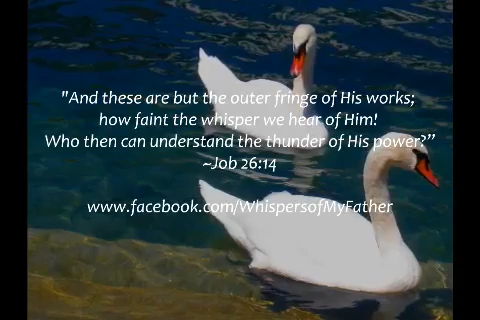 "And these are but the outer fringe of His works;
how faint the whisper we hear of Him!
Who then can understand the thunder of His power?”
~Job 26:14
www.facebook.com/WhispersofMyFather